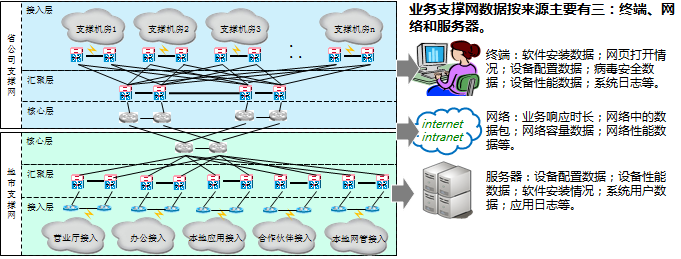 省公司支撑网
接入层
支撑机房1
支撑机房2
支撑机房3
支撑机房n
汇聚层
核心层
地市支撑网
核心层
汇聚层
接入层
营业厅接入
办公接入
本地应用接入
合作伙伴接入
本地网管接入
业务支撑网数据按来源主要有三：终端、网
络和服务器。
终端：软件安装数据；网页打开情
况；设备配置数据；病毒安全数
据；设备性能数据；系统日志等。
internet
intranet
网络：业务响应时长；网络中的数
据包；网络容量数据；网络性能数
据等。
服务器：设备配置数据；设备性能
数据；软件安装情况；系统用户数
据；应用日志等。